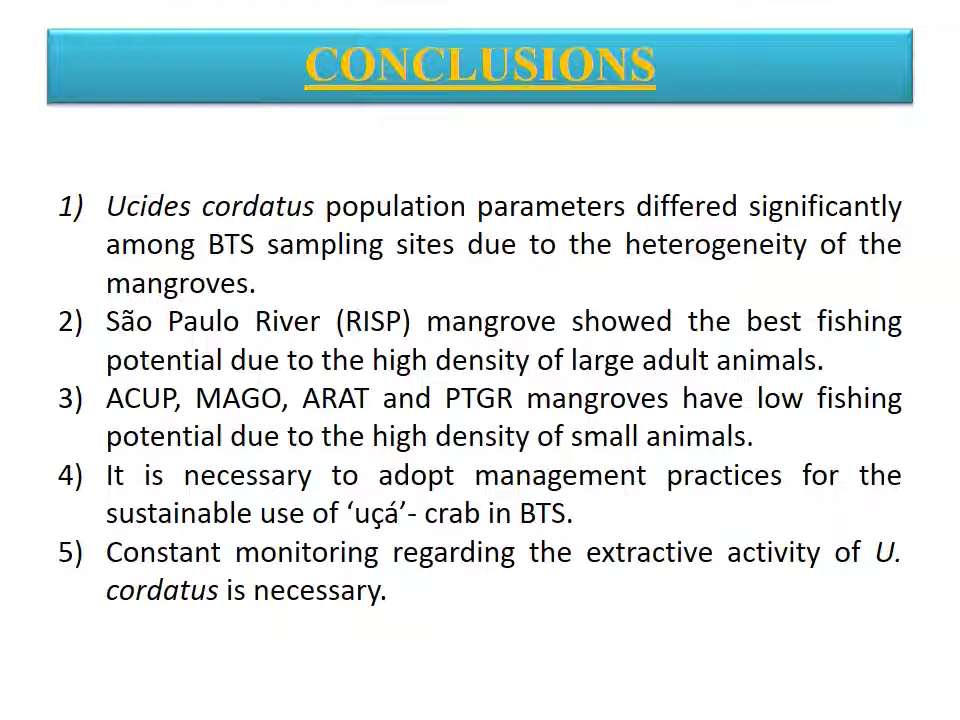 CONCLUSIONS
1) Ucides cordatus population parameters differed significantly
among BTS sampling sites due to the heterogeneity of the
mangroves.
2) São Paulo River (RISP) mangrove showed the best fishing
potential due to the high density of large adult animals.
3) ACUP, MAGO, ARAT and PTGR mangroves have low fishing
potential due to the high density of small animals.
4) It is necessary to adopt management practices for the
sustainable use of ‘uçá’- crab in BTS.
5) Constant monitoring regarding the extractive activity of U.
cordatus is necessary.